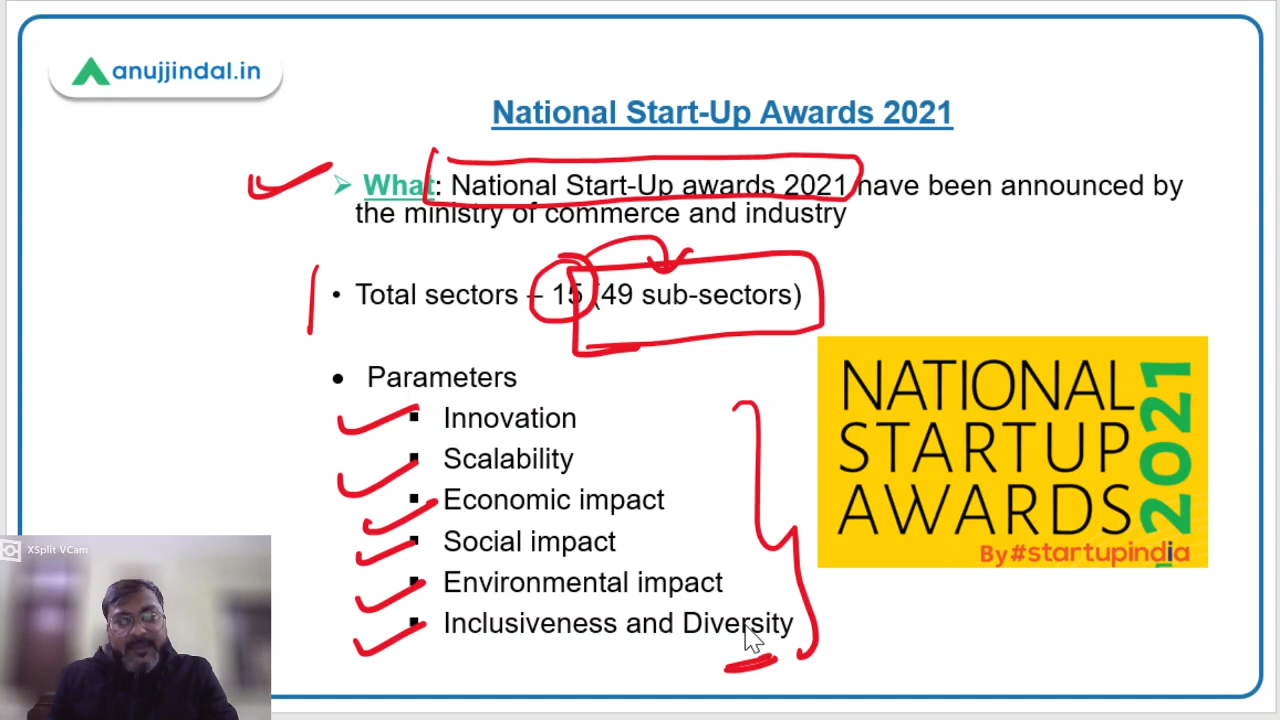 anujjindal.in
National Start-Up Awards 2021
➢ What: National Start-Up awards 2021 have been announced by
the ministry of commerce and industry
• Total sectors – 15 (49 sub-sectors)
• Parameters
▪ Innovation
▪ Scalability
▪ Economic impact
▪ Social impact
▪ Environmental impact
▪ Inclusiveness and Diversity
NATIONAL
STARTUP
AWARDS
2021
By#startupindia
XSplit VCam